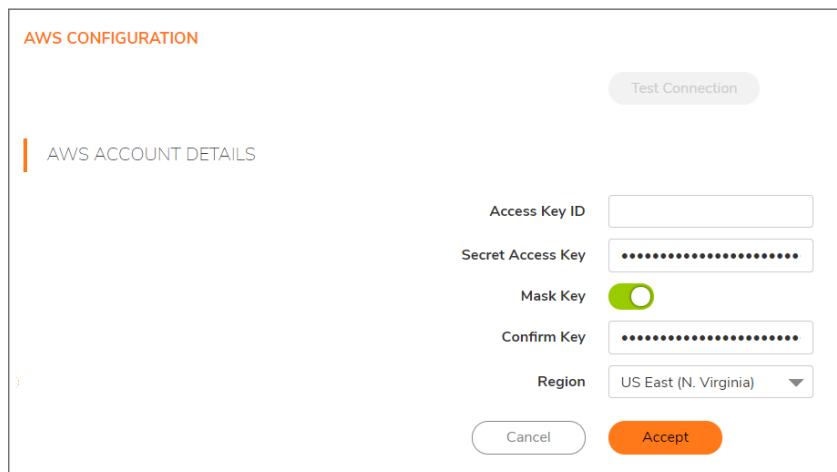 AWS CONFIGURATION
Test Connection
AWS ACCOUNT DETAILS
Access Key ID
Secret Access Key
Mask Key
Confirm Key
Region US East (N. Virginia)
Cancel Accept